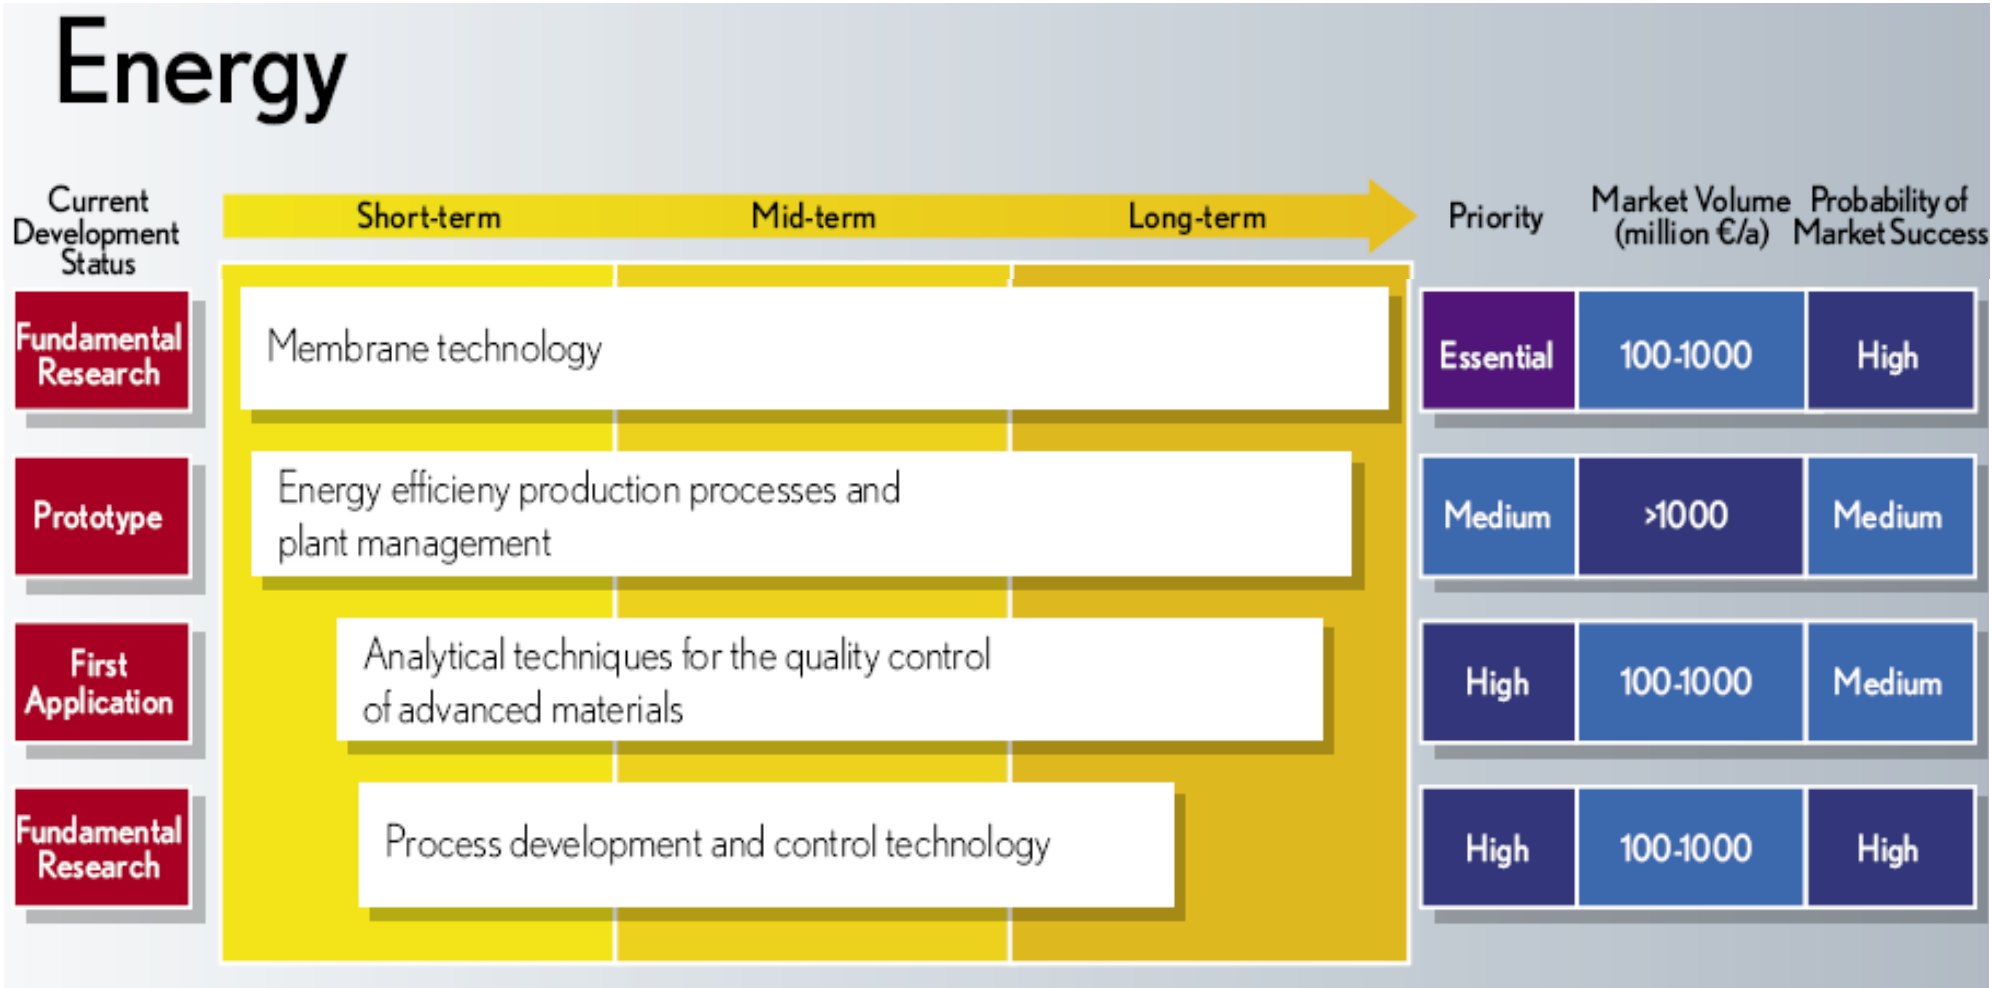 Energy
Current
Development
Status
Short-term
Mid-term
Long-term
Priority
Market Volume
(million €/a)
Probability of
Market Success
Fundamental
Research
Membrane technology
Essential
100-1000
High
Prototype
Energy efficieny production processes and
plant management
Medium
>1000
Medium
First
Application
Analytical techniques for the quality control
of advanced materials
High
100-1000
Medium
Fundamental
Research
Process development and control technology
High
100-1000
High